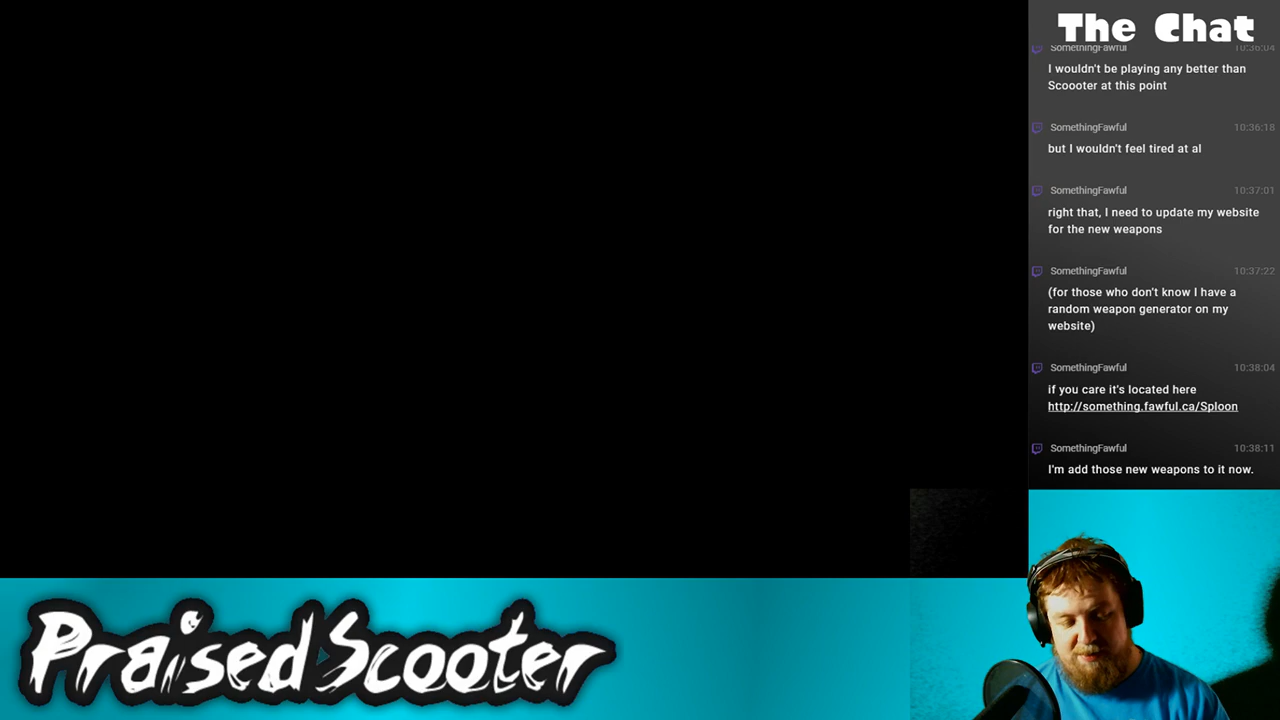 The Chat
SomethingFawful 10:36:04
I wouldn't be playing any better than
Scoooter at this point
SomethingFawful 10:36:18
but I wouldn't feel tired at al
SomethingFawful 10:37:01
right that, I need to update my website
for the new weapons
SomethingFawful 10:37:22
(for those who don't know I have a
random weapon generator on my
website)
SomethingFawful 10:38:04
if you care it's located here
http://something.fawful.ca/Sploon
SomethingFawful 10:38:11
I'm add those new weapons to it now.
PraisedScooter